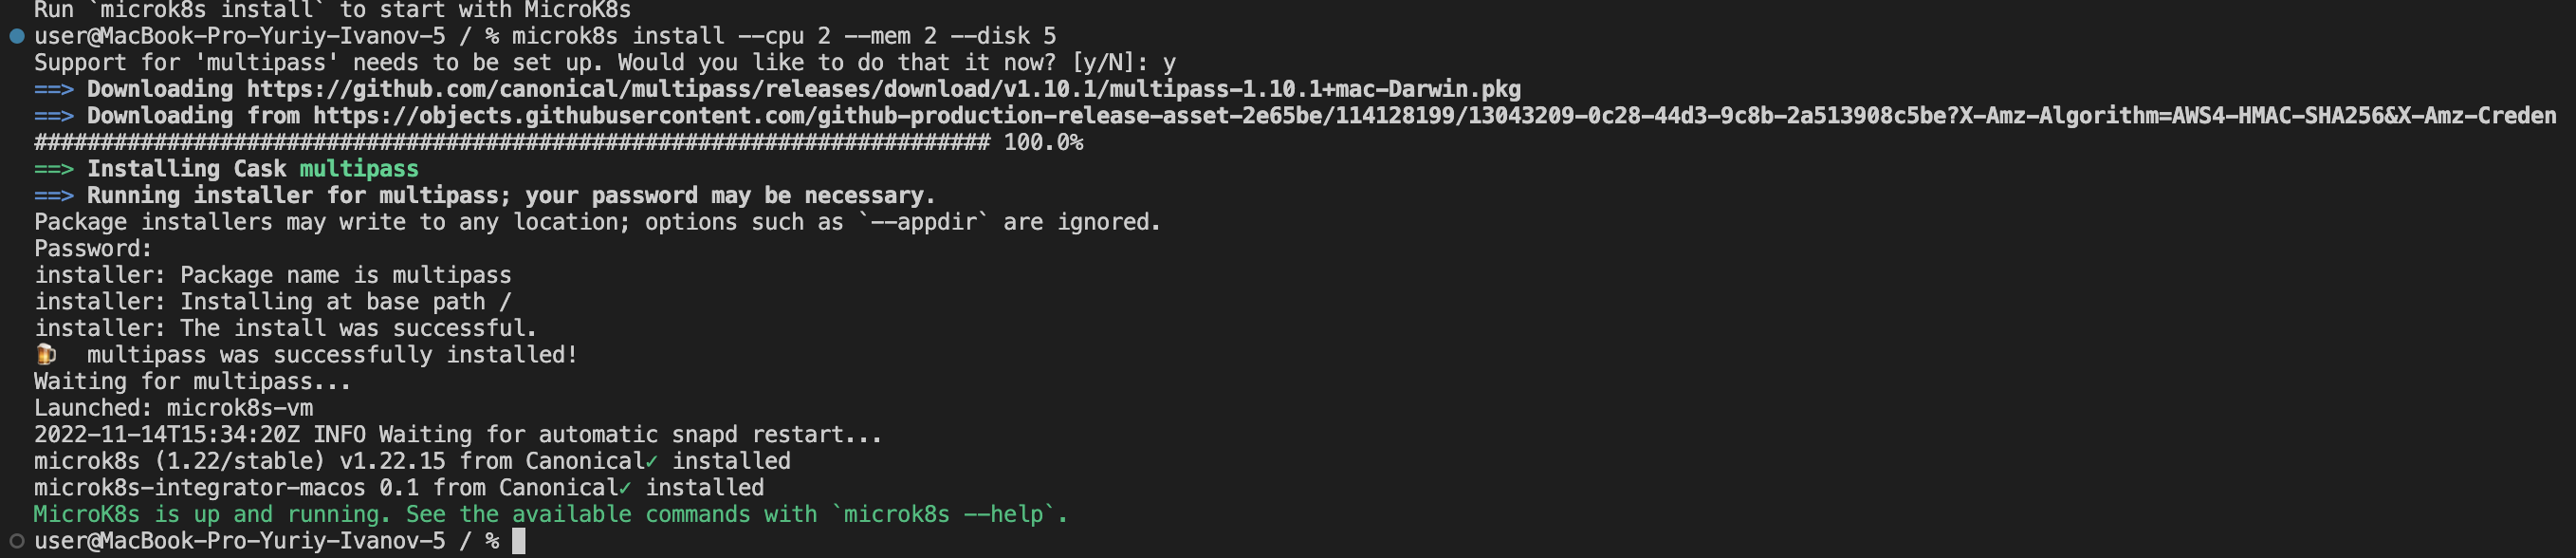 Run `microk8s install` to start with MicroK8s
user@MacBook-Pro-Yuriy-Ivanov-5 / % microk8s install --cpu 2 --mem 2 --disk 5
Support for 'multipass' needs to be set up. Would you like to do that it now? [y/N]: y
==> Downloading https://github.com/canonical/multipass/releases/download/v1.10.1/multipass-1.10.1+mac-Darwin.pkg
==> Downloading from https://objects.githubusercontent.com/github-production-release-asset-2e65be/114128199/13043209-0c28-44d3-9c8b-2a513908c5be?X-Amz-Algorithm=AWS4-HMAC-SHA256&X-Amz-Creden
######################################################################## 100.0%
==> Installing Cask multipass
==> Running installer for multipass; your password may be necessary.
Package installers may write to any location; options such as `--appdir` are ignored.
Password:
installer: Package name is multipass
installer: Installing at base path /
installer: The install was successful.
🍺  multipass was successfully installed!
Waiting for multipass...
Launched: microk8s-vm
2022-11-14T15:34:20Z INFO Waiting for automatic snapd restart...
microk8s (1.22/stable) v1.22.15 from Canonical✓ installed
microk8s-integrator-macos 0.1 from Canonical✓ installed
MicroK8s is up and running. See the available commands with `microk8s --help`.
user@MacBook-Pro-Yuriy-Ivanov-5 / %